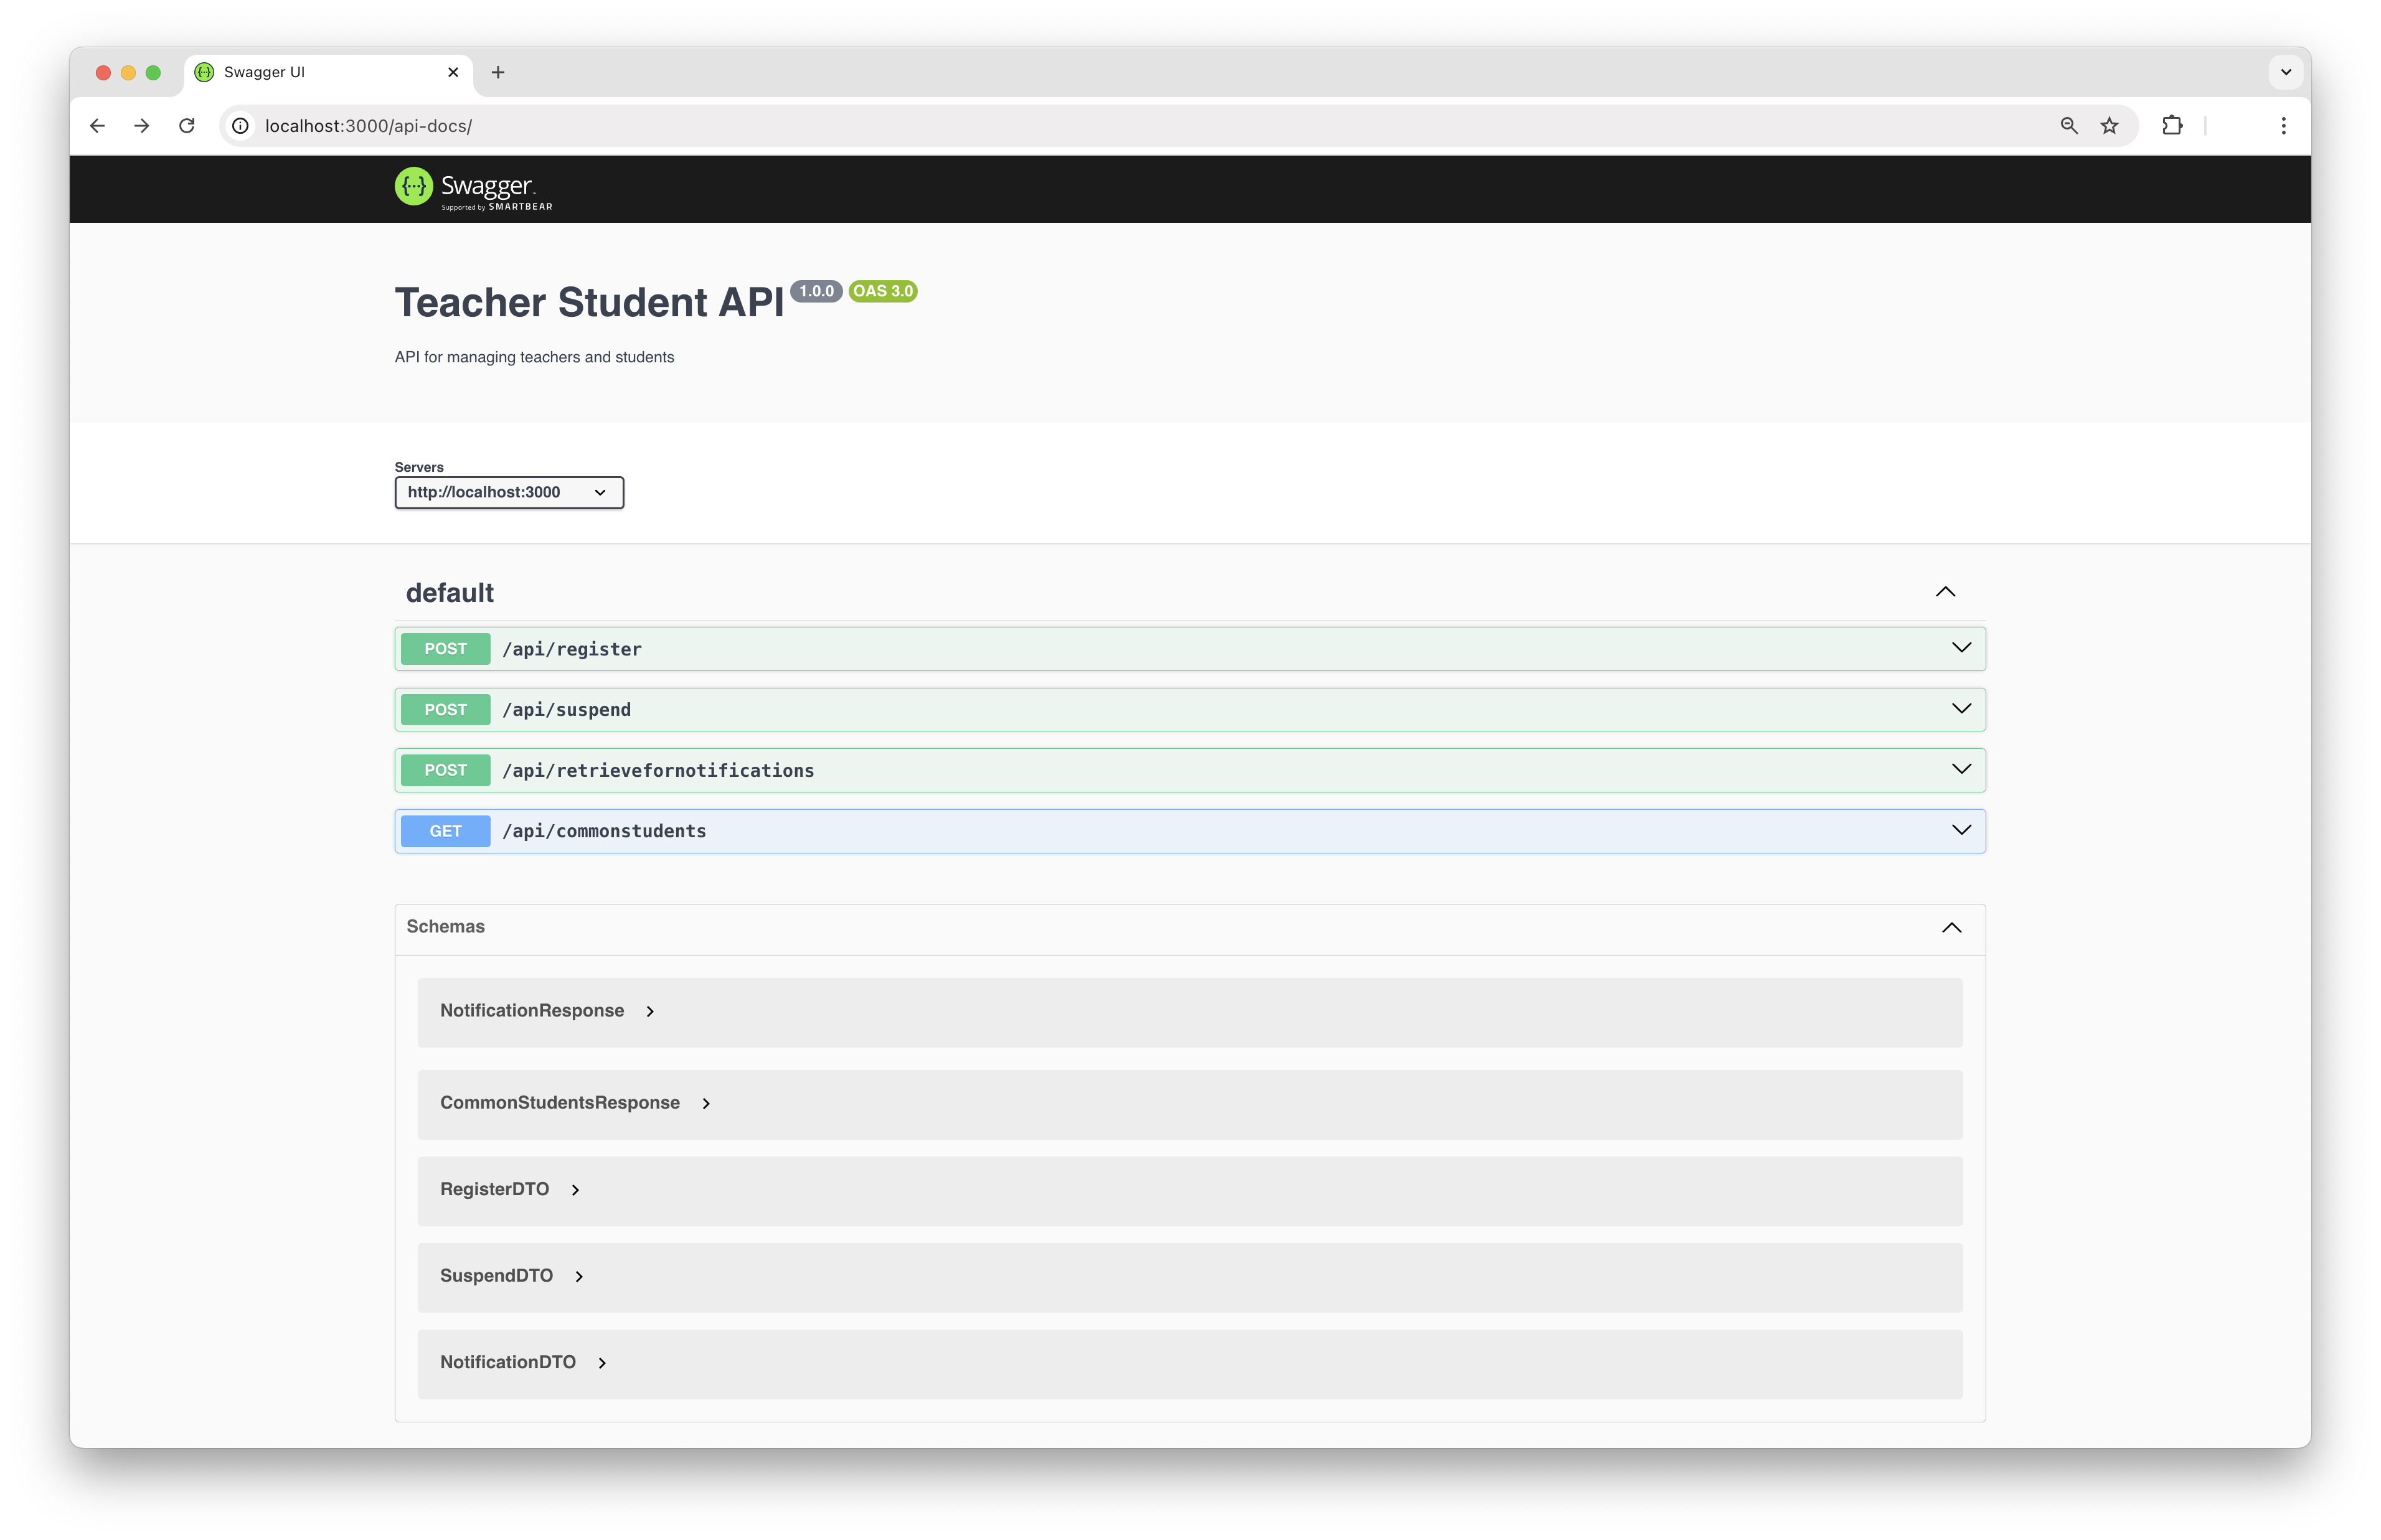 Swagger UI
localhost:3000/api-docs/
Swagger
Supported by SMARTBEAR
Teacher Student API 1.0.0 OAS 3.0
API for managing teachers and students
Servers
http://localhost:3000
default
POST /api/register
POST /api/suspend
POST /api/retrievefornotifications
GET /api/commonstudents
Schemas
NotificationResponse
CommonStudentsResponse
RegisterDTO
SuspendDTO
NotificationDTO